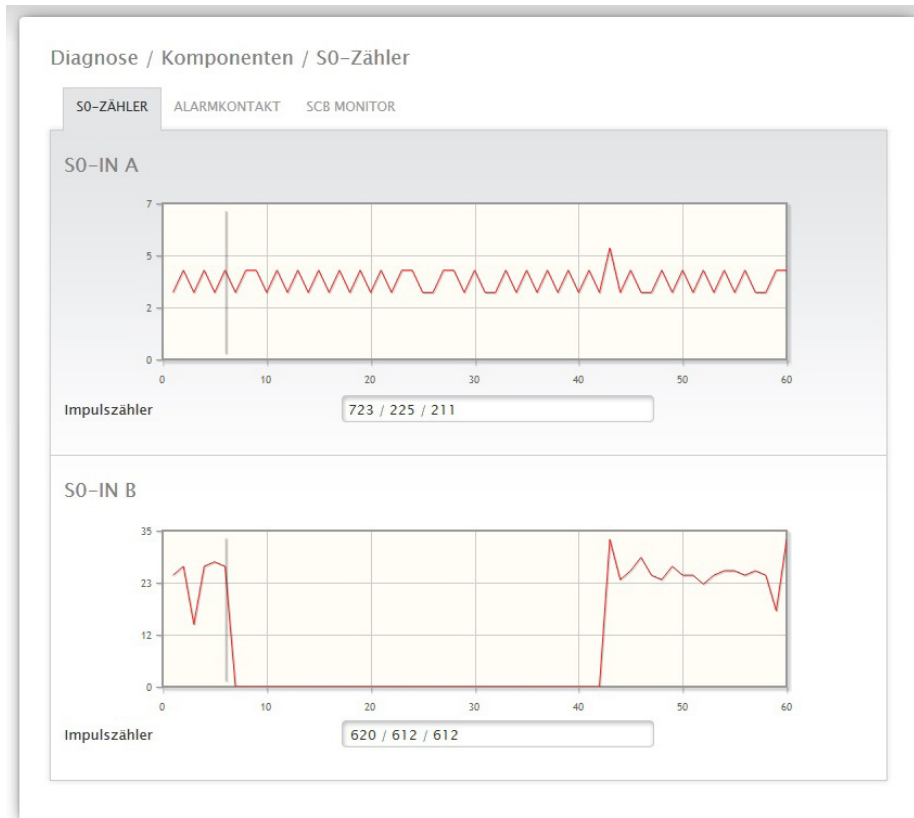 Diagnose / Komponenten / S0-Zähler
S0-ZÄHLER ALARMKONTAKT SCB MONITOR
S0-IN A
7
5
2
0
0 10 20 30 40 50 60
Impulszähler 723 / 225 / 211
S0-IN B
35
23
12
0
0 10 20 30 40 50 60
Impulszähler 620 / 612 / 612